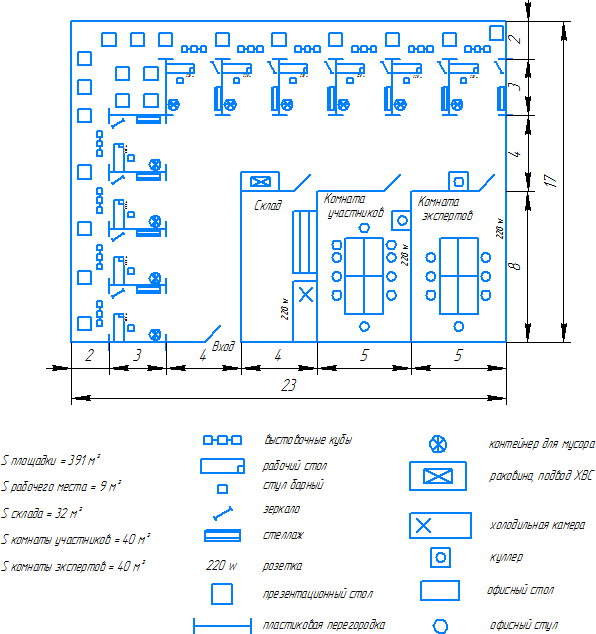 2
3
4
17
8
Склад
Комната
участников
Комната
экспертов
220 w
220 w
220 w
Вход
2
3
4
4
5
5
23
S площадки = 391 м²
S рабочего места = 9 м²
S склада = 32 м²
S комнаты участников = 40 м²
S комнаты экспертов = 40 м²
выставочные кубы
рабочий стол
стул барный
зеркало
стеллаж
220 w розетка
презентационный стол
пластиковая перегородка
контейнер для мусора
раковина, подвод ХВС
холодильная камера
куллер
офисный стол
офисный стул